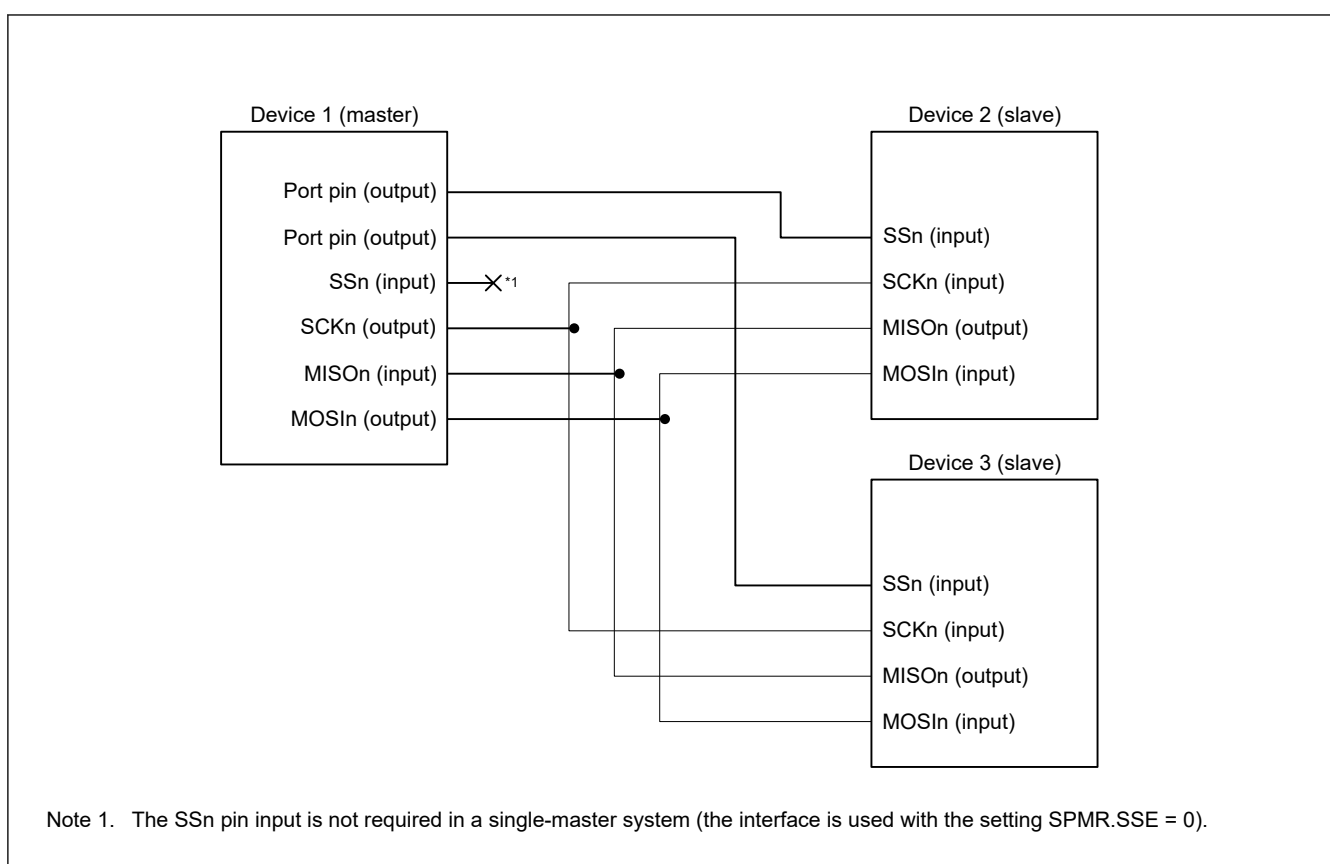 Device 1 (master)
Port pin (output)
Port pin (output)
SSn (input)
*1
SCKn (output)
MISOn (input)
MOSIn (output)
Device 2 (slave)
SSn (input)
SCKn (input)
MISOn (output)
MOSIn (input)
Device 3 (slave)
SSn (input)
SCKn (input)
MISOn (output)
MOSIn (input)
Note 1. The SSn pin input is not required in a single-master system (the interface is used with the setting SPMR.SSE = 0).